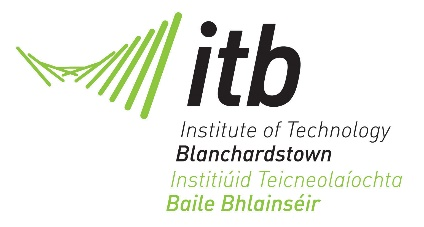 itb
Institute of Technology
Blanchardstown
Institiúid Teicneolaíochta
Baile Bhlainséir